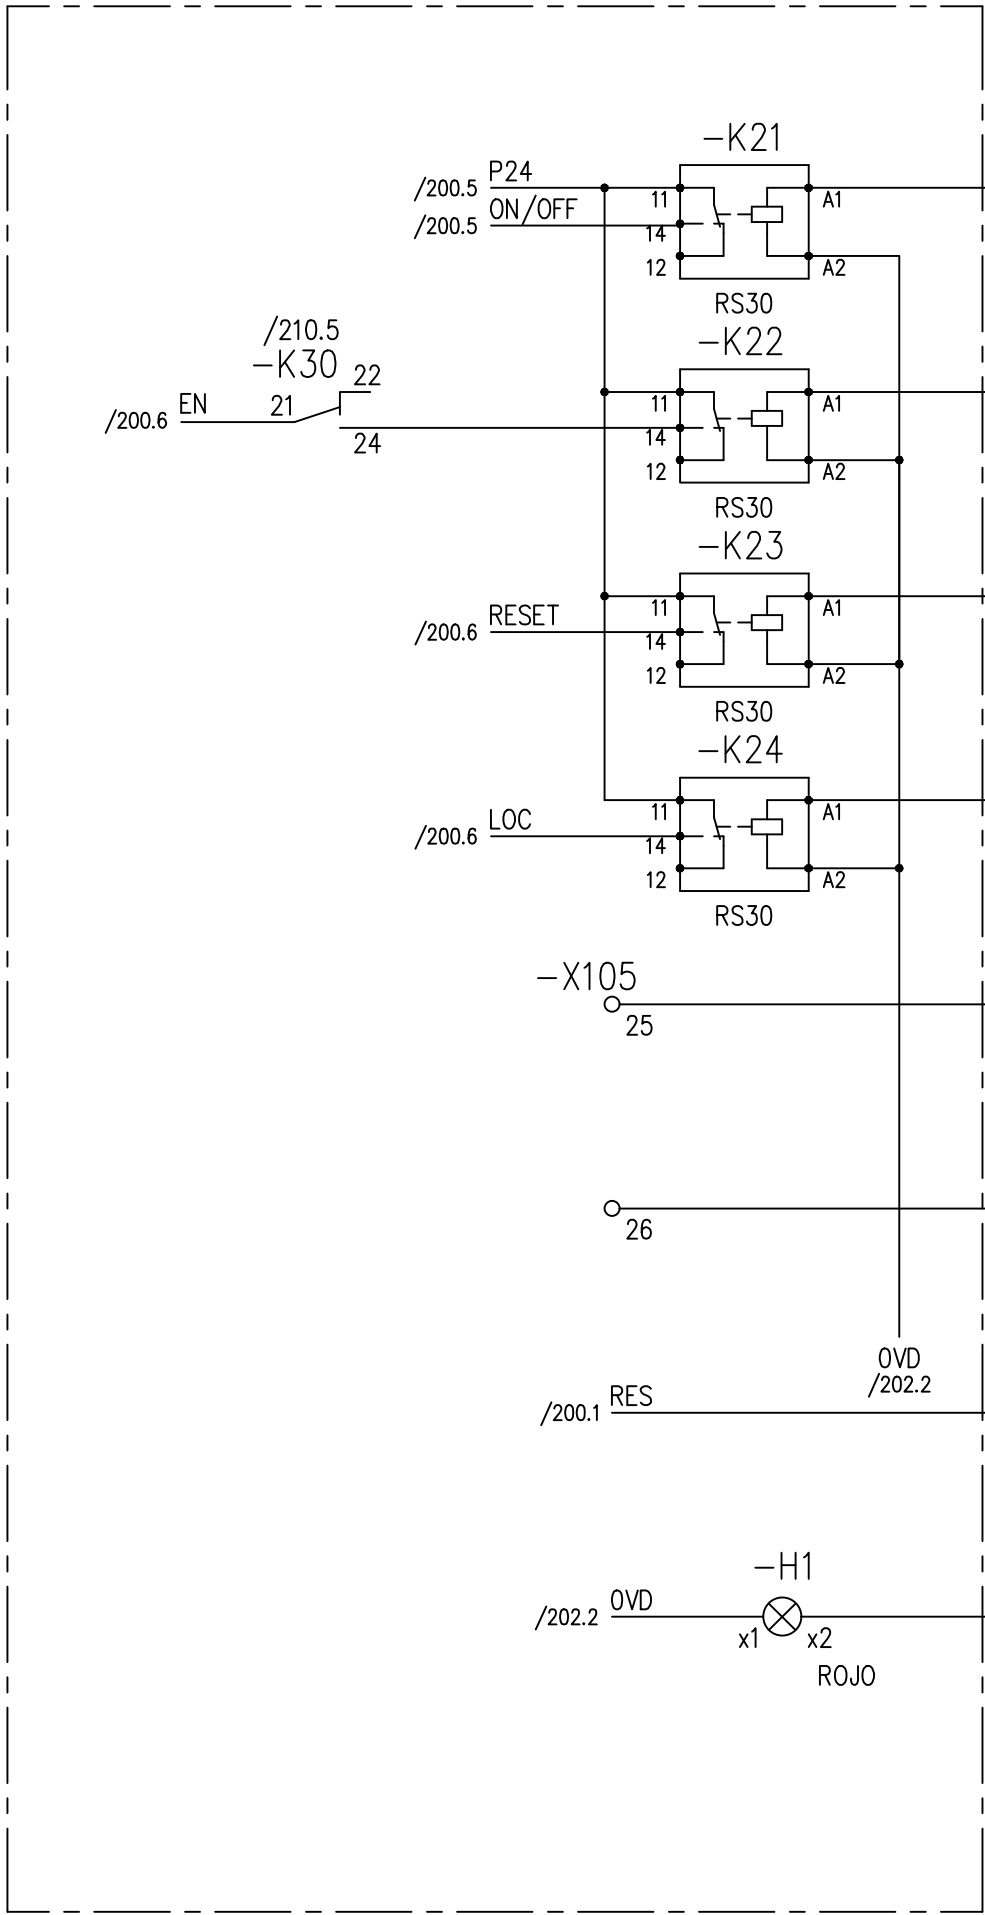 -K21
/200.5 P24 11 A1
/200.5 ON/OFF 14
12 A2
RS30
/210.5
-K22
-K30
22
/200.6 EN 21 11 A1
24 14
12 A2
RS30
-K23
11 A1
/200.6 RESET 14
12 A2
RS30
-K24
11 A1
/200.6 LOC 14
12 A2
RS30
-X105
25
26
0VD
/202.2
/200.1 RES
-H1
/202.2 0VD x1 x2
ROJO